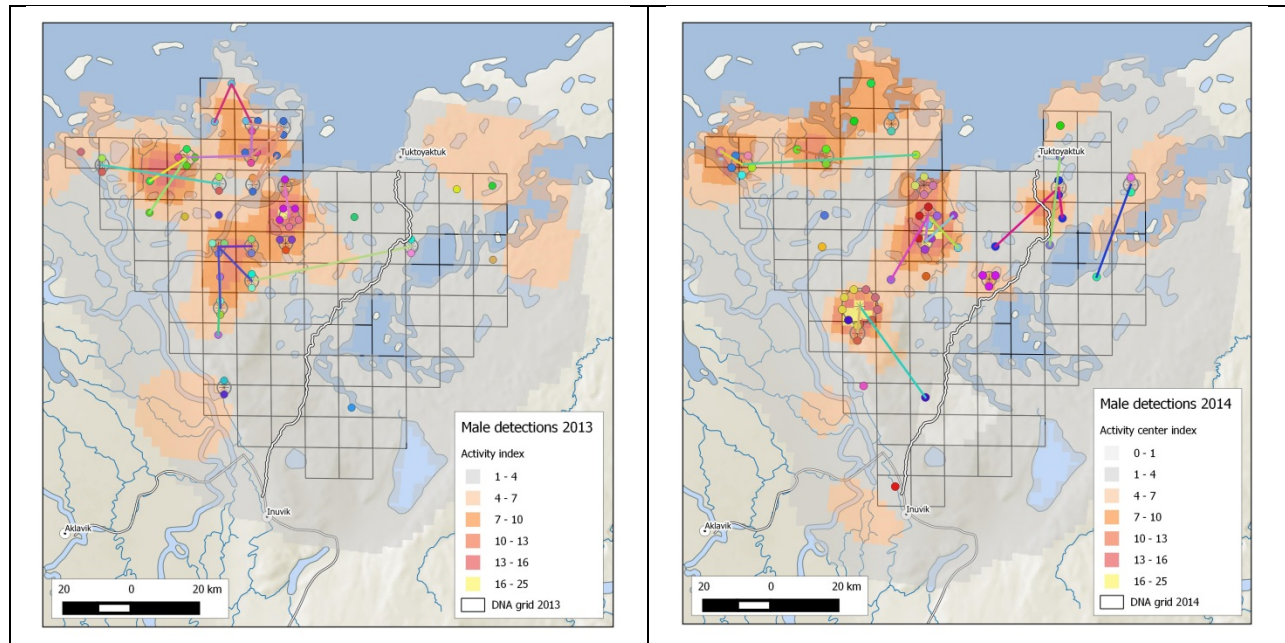 Tuktoyaktuk
Male detections 2013
Activity index
1 - 4
4 - 7
7 - 10
10 - 13
13 - 16
16 - 25
DNA grid 2013
Inuvik
Aklavik
20 0 20 km
Tuktoyaktuk
Male detections 2014
Activity center index
0 - 1
1 - 4
4 - 7
7 - 10
10 - 13
13 - 16
16 - 25
DNA grid 2014
Inuvik
Aklavik
20 0 20 km